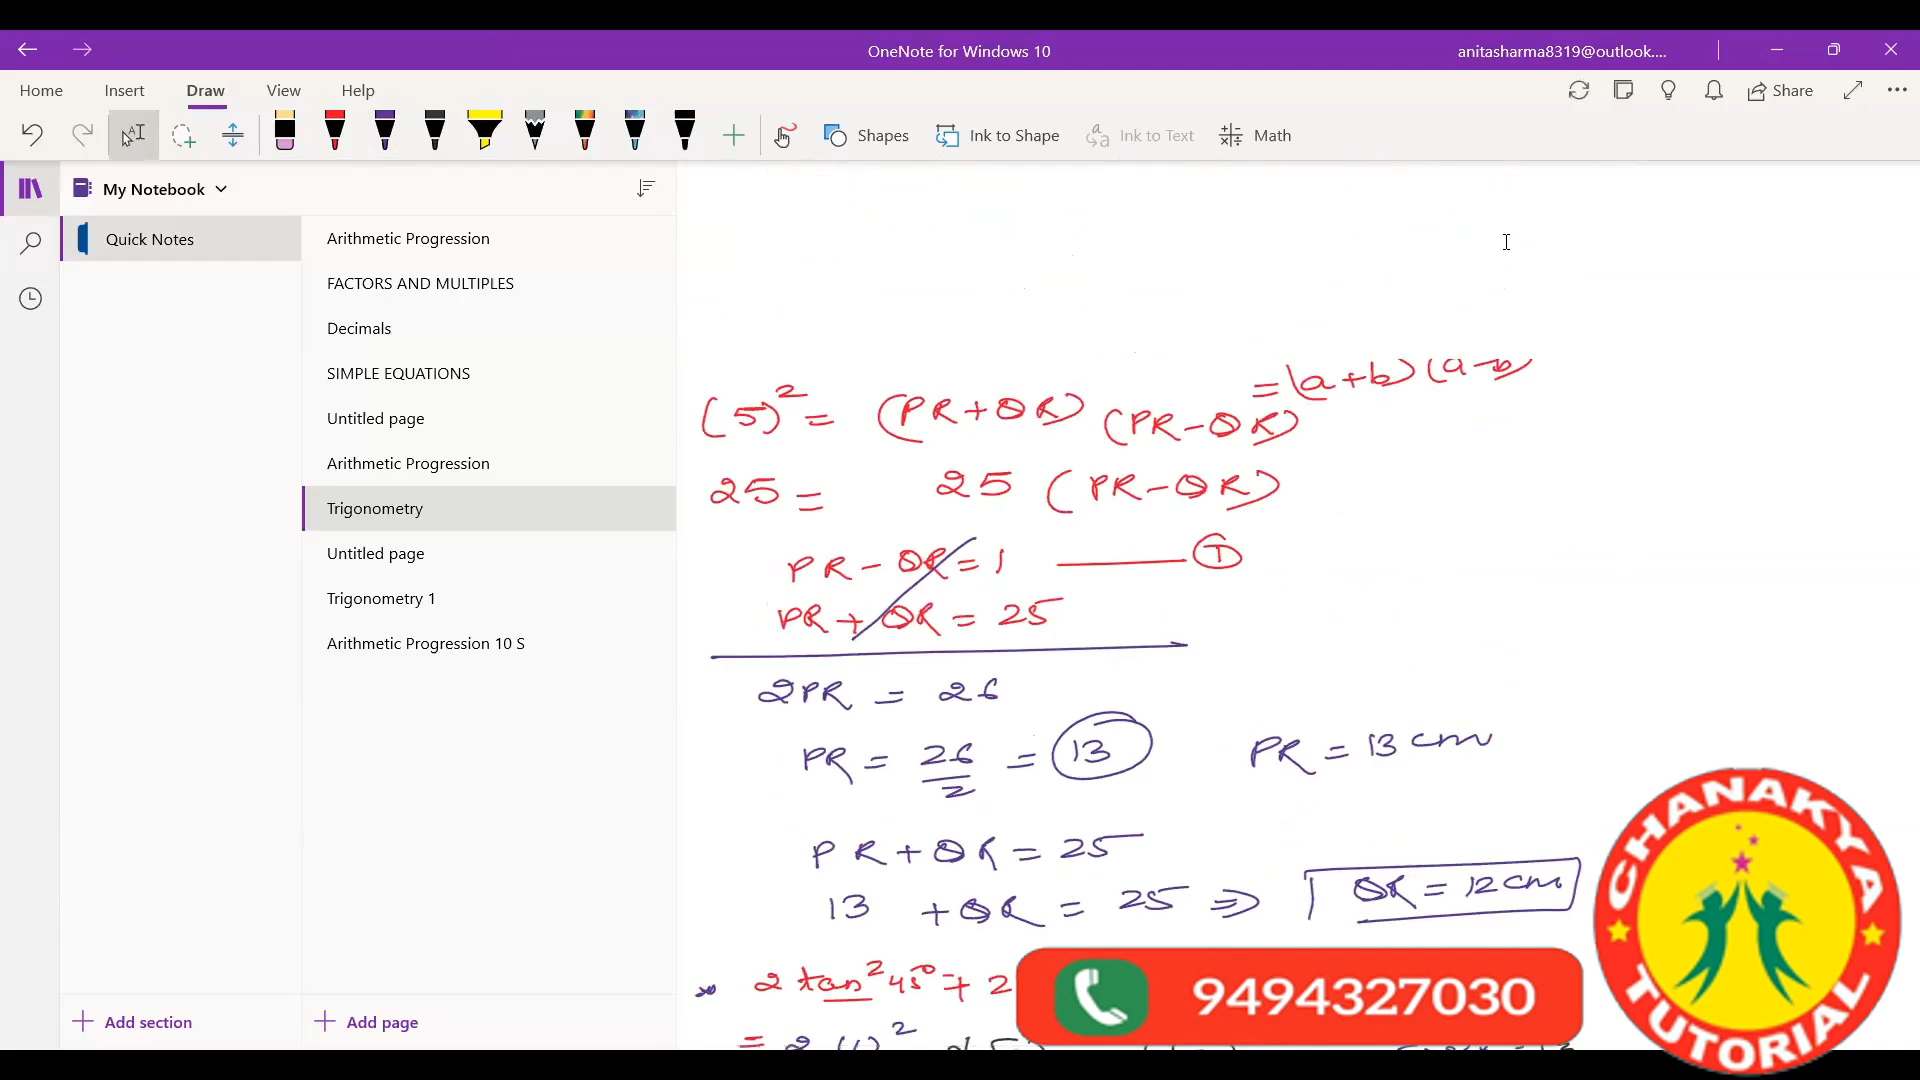 OneNote for Windows 10
anitasharma8319@outlook....
Home Insert Draw View Help
Share
Shapes Ink to Shape Ink to Text Math
My Notebook
Quick Notes
Arithmetic Progression
FACTORS AND MULTIPLES
Decimals
SIMPLE EQUATIONS
Untitled page
Arithmetic Progression
Trigonometry
Untitled page
Trigonometry 1
Arithmetic Progression 10 S
Add section
Add page
= (a+b) (a-b
(5)² = (PR+QR) (PR-QR)
25 = 25 (PR-QR)
PR - QR = 1 —— I
PR + QR = 25
2PR = 26
PR = 26/2 = 13
PR = 13 cm
PR + QR = 25
13 + QR = 25 ⇒ QR = 12 cm
2 tan² 45° + 2
= 2 (1)²
9494327030
CHANAKYA
TUTORIAL